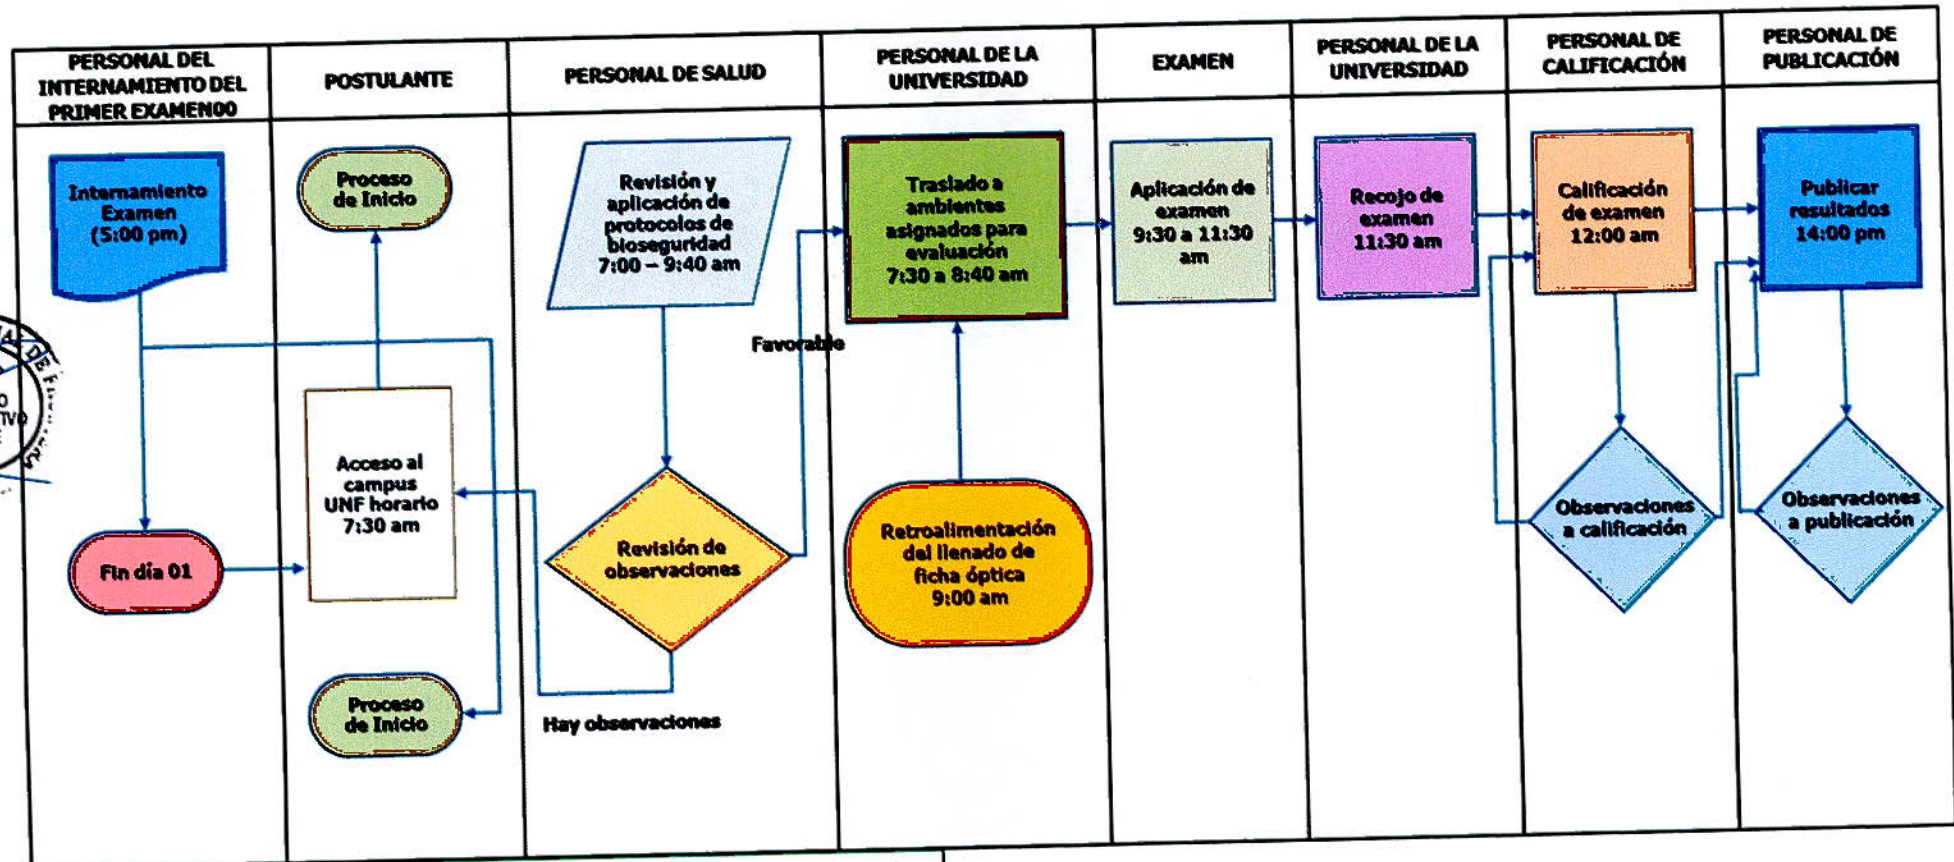 PERSONAL DEL
INTERNAMIENTO DEL
PRIMER EXAMEN00
POSTULANTE
PERSONAL DE SALUD
PERSONAL DE LA
UNIVERSIDAD
EXAMEN
PERSONAL DE LA
UNIVERSIDAD
PERSONAL DE
CALIFICACIÓN
PERSONAL DE
PUBLICACIÓN
Internamiento
Examen
(5:00 pm)
Fin día 01
Proceso
de Inicio
Acceso al
campus
UNF horario
7:30 am
Proceso
de Inicio
Revisión y
aplicación de
protocolos de
bioseguridad
7:00 – 9:40 am
Revisión de
observaciones
Hay observaciones
Favorable
Traslado a
ambientes
asignados para
evaluación
7:30 a 8:40 am
Retroalimentación
del llenado de
ficha óptica
9:00 am
Aplicación de
examen
9:30 a 11:30
am
Recojo de
examen
11:30 am
Calificación
de examen
12:00 am
Observaciones
a calificación
Publicar
resultados
14:00 pm
Observaciones
a publicación